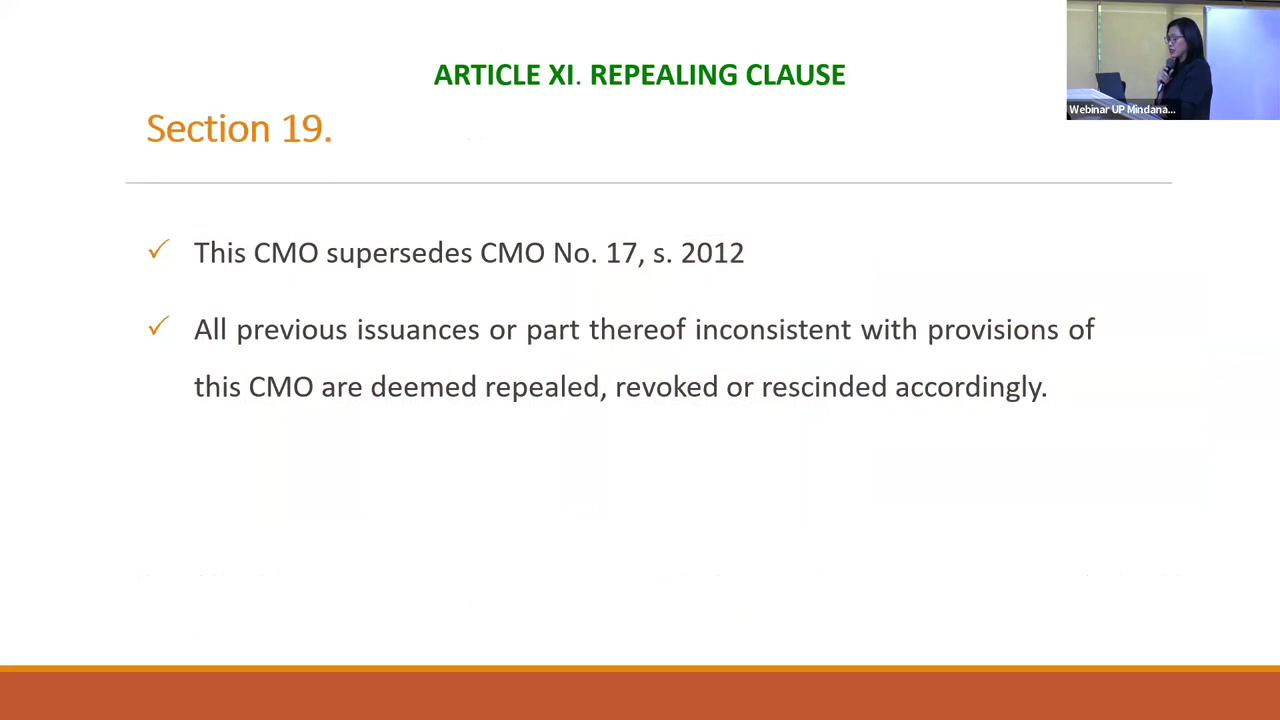 ARTICLE XI. REPEALING CLAUSE
Section 19.
✓ This CMO supersedes CMO No. 17, s. 2012
✓ All previous issuances or part thereof inconsistent with provisions of
this CMO are deemed repealed, revoked or rescinded accordingly.
Webinar UP Mindana...